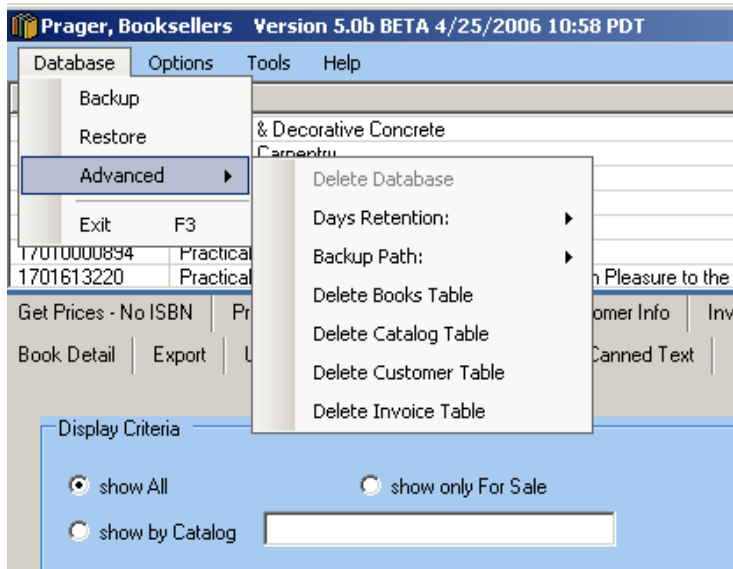 Prager, Booksellers Version 5.0b BETA 4/25/2006 10:58 PDT
Database Options Tools Help
Backup
Restore
Advanced
Exit F3
& Decorative Concrete
Carpentry
Delete Database
Days Retention:
Backup Path:
Delete Books Table
Delete Catalog Table
Delete Customer Table
Delete Invoice Table
17010000894 Practical
1701613220 Practical
Pleasure to the
Get Prices - No ISBN
Info
Book Detail Export
Canned Text
Display Criteria
show All show only For Sale
show by Catalog